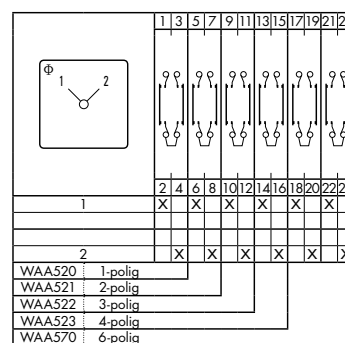 1 3 5 7 9 11 13 15 17 19 21
Φ 1 2
2 4 6 8 10 12 14 16 18 20 22
1 X X X X X X
2 X X X X X X
WAA520 1-polig
WAA521 2-polig
WAA522 3-polig
WAA523 4-polig
WAA570 6-polig